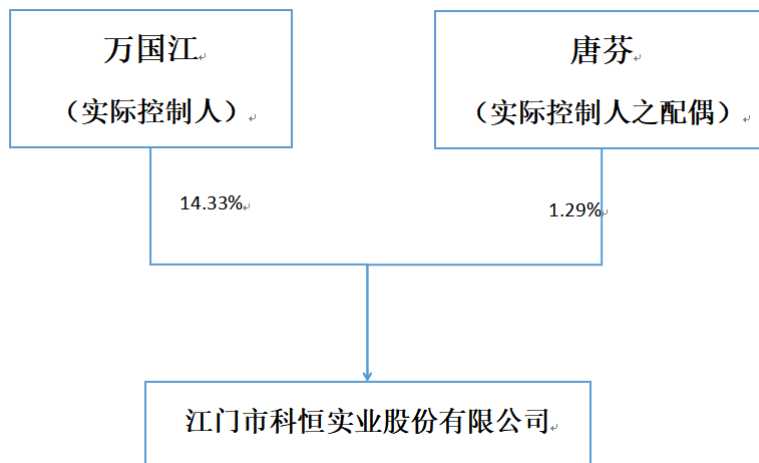 万国江
（实际控制人）
唐芬
（实际控制人之配偶）
14.33%
1.29%
江门市科恒实业股份有限公司